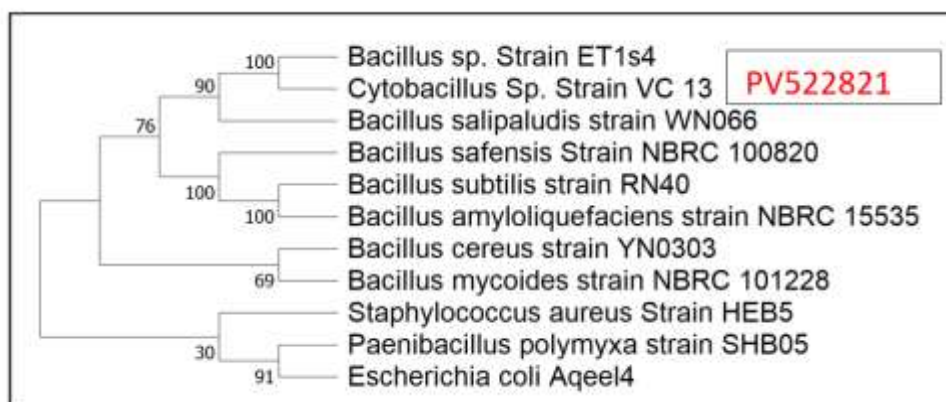 100 Bacillus sp. Strain ET1s4
90 Cytobacillus Sp. Strain VC 13 PV522821
76 Bacillus salipaludis strain WN066
Bacillus safensis Strain NBRC 100820
100 Bacillus subtilis strain RN40
100 Bacillus amyloliquefaciens strain NBRC 15535
Bacillus cereus strain YN0303
69 Bacillus mycoides strain NBRC 101228
Staphylococcus aureus Strain HEB5
30 Paenibacillus polymyxa strain SHB05
91 Escherichia coli Aqeel4